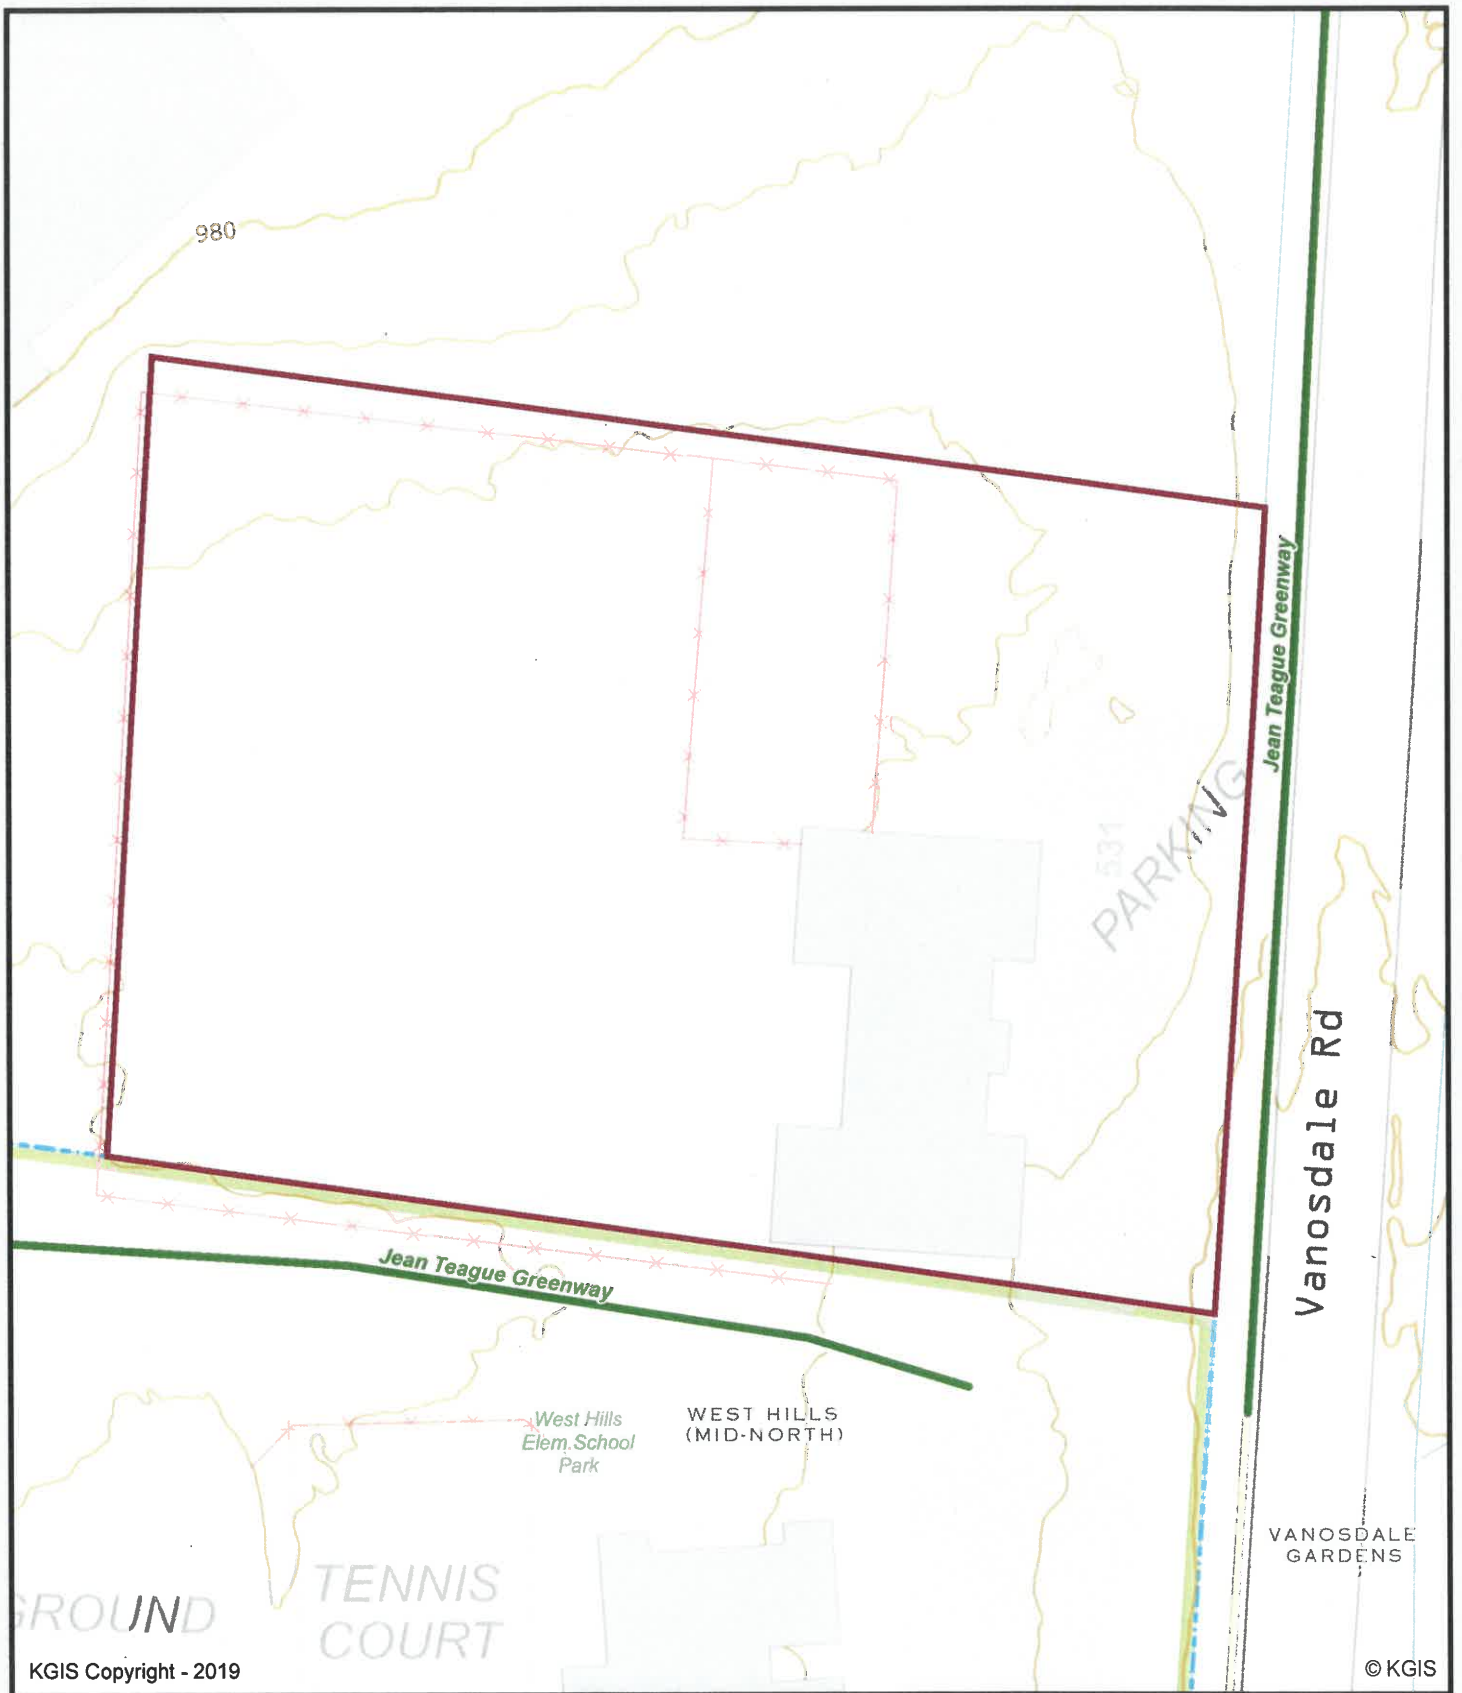 980
Jean Teague Greenway
531
PARKING
Vanosdale Rd
Jean Teague Greenway
WEST HILLS
(MID-NORTH)
West Hills
Elem.School
Park
VANOSDALE
GARDENS
TENNIS
COURT
GROUND
KGIS Copyright - 2019
© KGIS